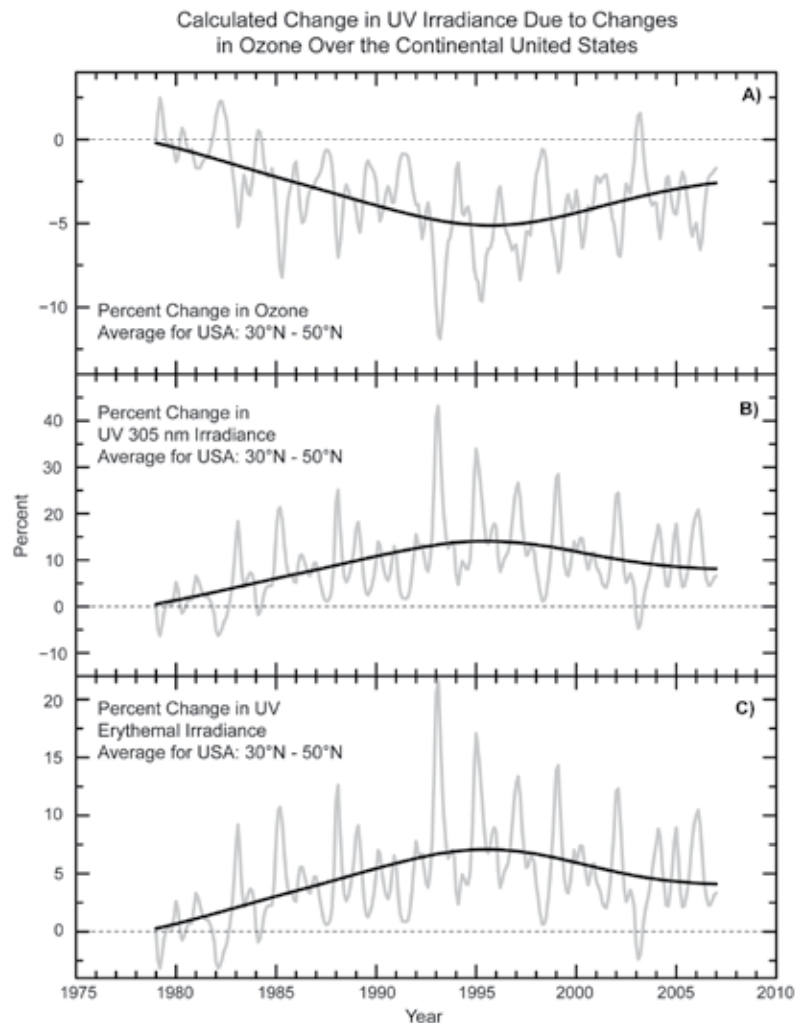 Calculated Change in UV Irradiance Due to Changes
in Ozone Over the Continental United States
A)
0
−5
−10
Percent Change in Ozone
Average for USA: 30°N - 50°N
B)
Percent Change in
UV 305 nm Irradiance
Average for USA: 30°N - 50°N
40
30
20
10
0
−10
Percent
C)
Percent Change in UV
Erythemal Irradiance
Average for USA: 30°N - 50°N
20
15
10
5
0
1975 1980 1985 1990 1995 2000 2005 2010
Year